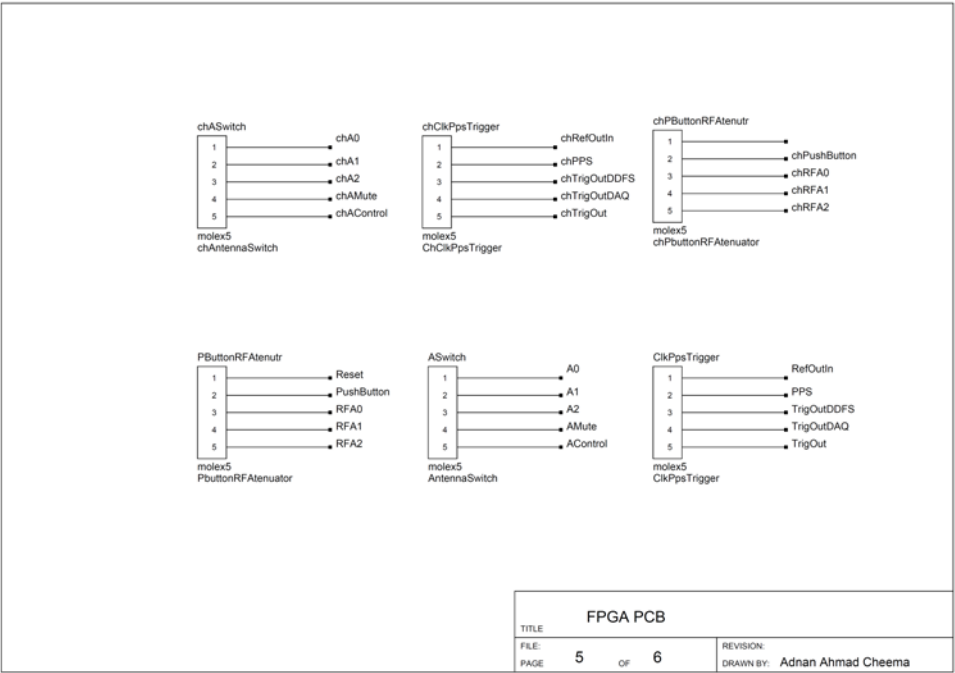 chASwitch
1 chA0
2 chA1
3 chA2
4 chAMute
5 chAControl
molex5
chAntennaSwitch
chClkPpsTrigger
1 chRefOutIn
2 chPPS
3 chTrigOutDDFS
4 chTrigOutDAQ
5 chTrigOut
molex5
ChClkPpsTrigger
chPButtonRFAtenutr
1
2 chPushButton
3 chRFA0
4 chRFA1
5 chRFA2
molex5
chPbuttonRFAtenuator
PButtonRFAtenutr
1 Reset
2 PushButton
3 RFA0
4 RFA1
5 RFA2
molex5
PbuttonRFAtenuator
ASwitch
1 A0
2 A1
3 A2
4 AMute
5 AControl
molex5
AntennaSwitch
ClkPpsTrigger
1 RefOutIn
2 PPS
3 TrigOutDDFS
4 TrigOutDAQ
5 TrigOut
molex5
ClkPpsTrigger
TITLE FPGA PCB
FILE:
PAGE 5 OF 6
REVISION:
DRAWN BY: Adnan Ahmad Cheema